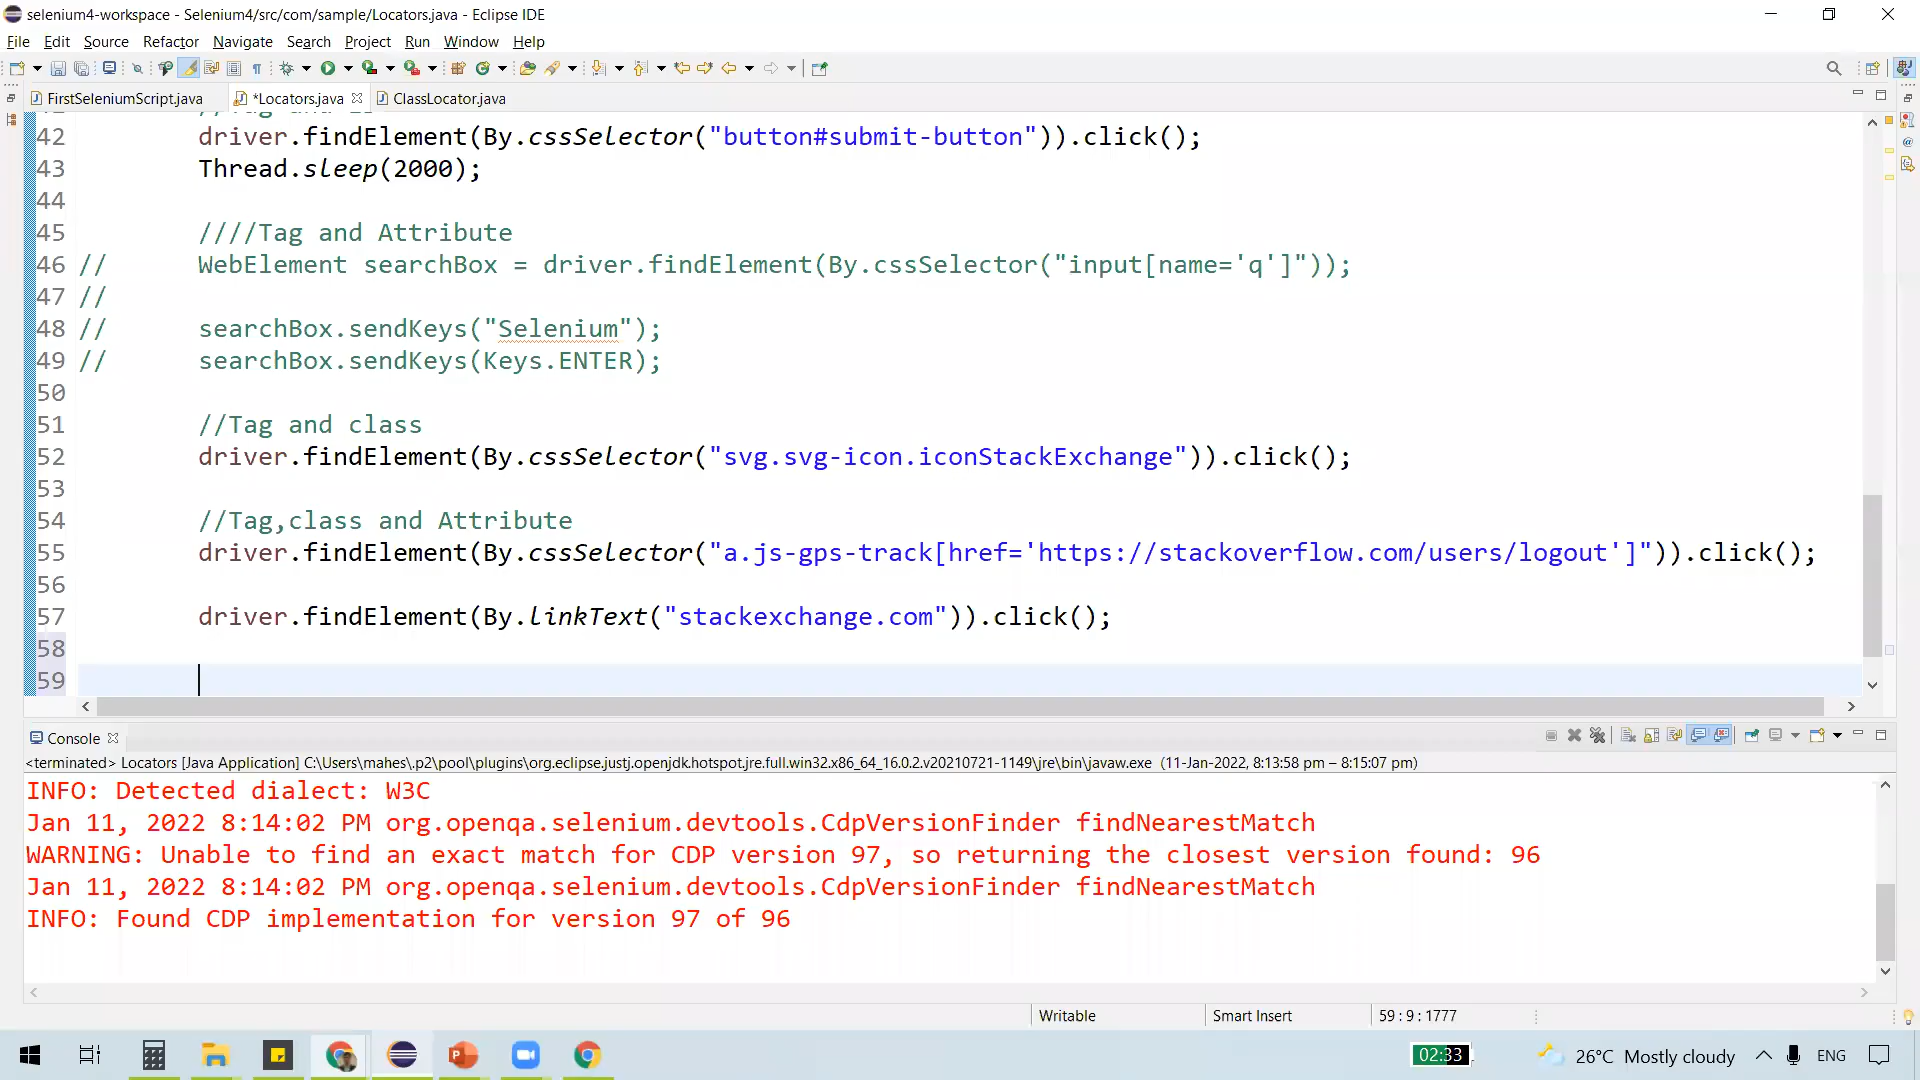 selenium4-workspace - Selenium4/src/com/sample/Locators.java - Eclipse IDE
File Edit Source Refactor Navigate Search Project Run Window Help
FirstSeleniumScript.java *Locators.java ClassLocator.java
42 driver.findElement(By.cssSelector("button#submit-button")).click();
43 Thread.sleep(2000);
44
45 ////Tag and Attribute
46 // WebElement searchBox = driver.findElement(By.cssSelector("input[name='q']"));
47 //
48 // searchBox.sendKeys("Selenium");
49 // searchBox.sendKeys(Keys.ENTER);
50
51 //Tag and class
52 driver.findElement(By.cssSelector("svg.svg-icon.iconStackExchange")).click();
53
54 //Tag,class and Attribute
55 driver.findElement(By.cssSelector("a.js-gps-track[href='https://stackoverflow.com/users/logout']")).click();
56
57 driver.findElement(By.linkText("stackexchange.com")).click();
58
59
Console
<terminated> Locators [Java Application] C:\Users\mahes\.p2\pool\plugins\org.eclipse.justj.openjdk.hotspot.jre.full.win32.x86_64_16.0.2.v20210721-1149\jre\bin\javaw.exe (11-Jan-2022, 8:13:58 pm – 8:15:07 pm)
INFO: Detected dialect: W3C
Jan 11, 2022 8:14:02 PM org.openqa.selenium.devtools.CdpVersionFinder findNearestMatch
WARNING: Unable to find an exact match for CDP version 97, so returning the closest version found: 96
Jan 11, 2022 8:14:02 PM org.openqa.selenium.devtools.CdpVersionFinder findNearestMatch
INFO: Found CDP implementation for version 97 of 96
Writable Smart Insert 59 : 9 : 1777
02:33 26°C Mostly cloudy ENG